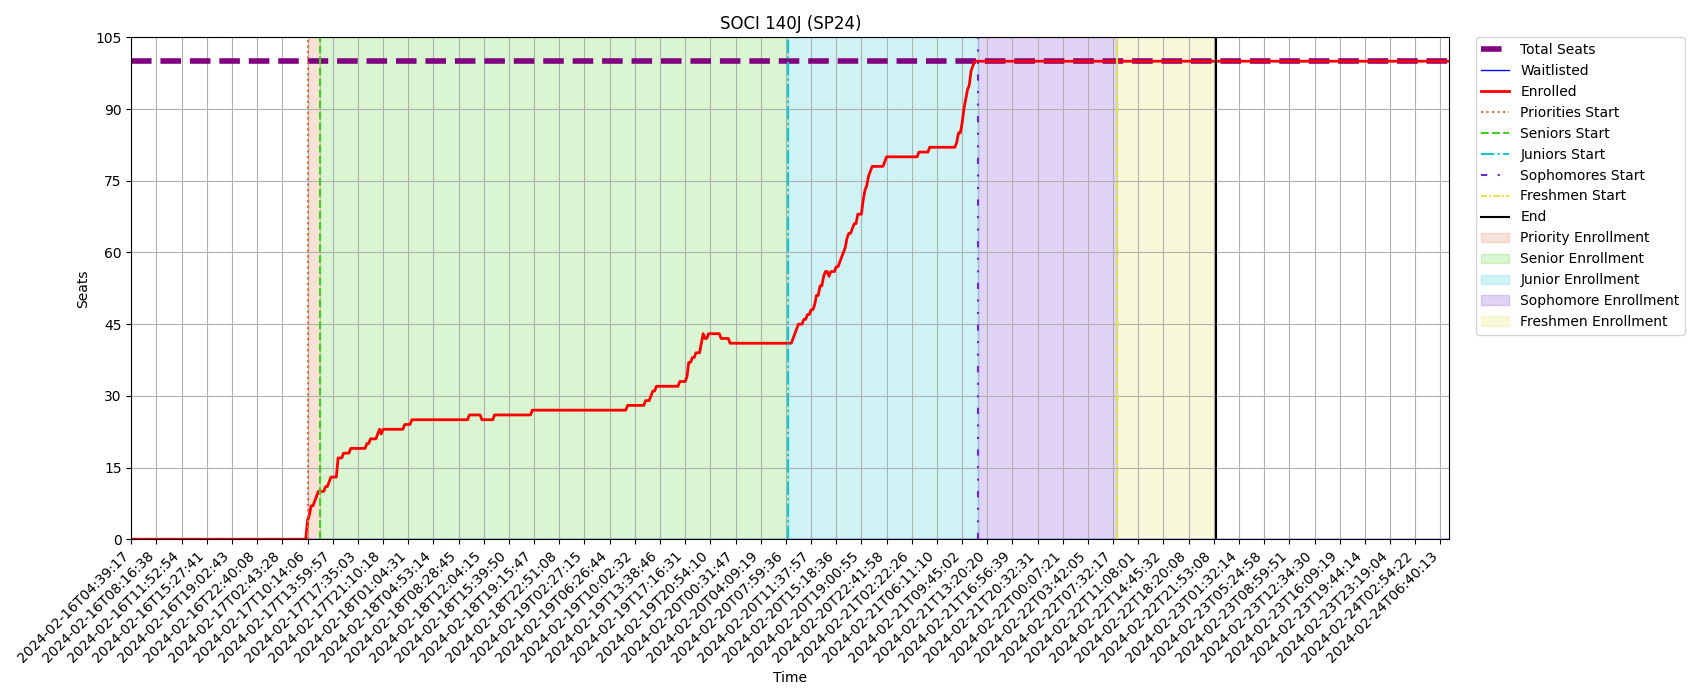 SOCI 140J (SP24)
105
90
75
60
45
30
15
0
Seats
2024-02-16T04:39:17
2024-02-16T08:16:38
2024-02-16T11:52:54
2024-02-16T15:27:41
2024-02-16T19:02:43
2024-02-16T22:40:08
2024-02-17T02:43:28
2024-02-17T10:14:06
2024-02-17T13:59:57
2024-02-17T17:35:03
2024-02-17T21:10:18
2024-02-18T01:04:31
2024-02-18T04:53:14
2024-02-18T08:28:45
2024-02-18T12:04:15
2024-02-18T15:39:50
2024-02-18T19:15:47
2024-02-18T22:51:08
2024-02-19T02:27:15
2024-02-19T06:26:44
2024-02-19T10:02:32
2024-02-19T13:38:46
2024-02-19T17:16:31
2024-02-19T20:54:10
2024-02-20T00:31:47
2024-02-20T04:09:19
2024-02-20T07:59:36
2024-02-20T11:37:57
2024-02-20T15:18:36
2024-02-20T19:00:55
2024-02-20T22:41:58
2024-02-21T02:22:26
2024-02-21T06:11:10
2024-02-21T09:45:02
2024-02-21T13:20:20
2024-02-21T16:56:39
2024-02-21T20:32:31
2024-02-22T00:07:21
2024-02-22T03:42:05
2024-02-22T07:32:17
2024-02-22T11:08:01
2024-02-22T14:45:32
2024-02-22T18:20:08
2024-02-22T21:53:08
2024-02-23T01:32:14
2024-02-23T05:24:58
2024-02-23T08:59:51
2024-02-23T12:34:30
2024-02-23T16:09:19
2024-02-23T19:44:14
2024-02-23T23:19:04
2024-02-24T02:54:22
2024-02-24T06:40:13
Time
Total Seats
Waitlisted
Enrolled
Priorities Start
Seniors Start
Juniors Start
Sophomores Start
Freshmen Start
End
Priority Enrollment
Senior Enrollment
Junior Enrollment
Sophomore Enrollment
Freshmen Enrollment